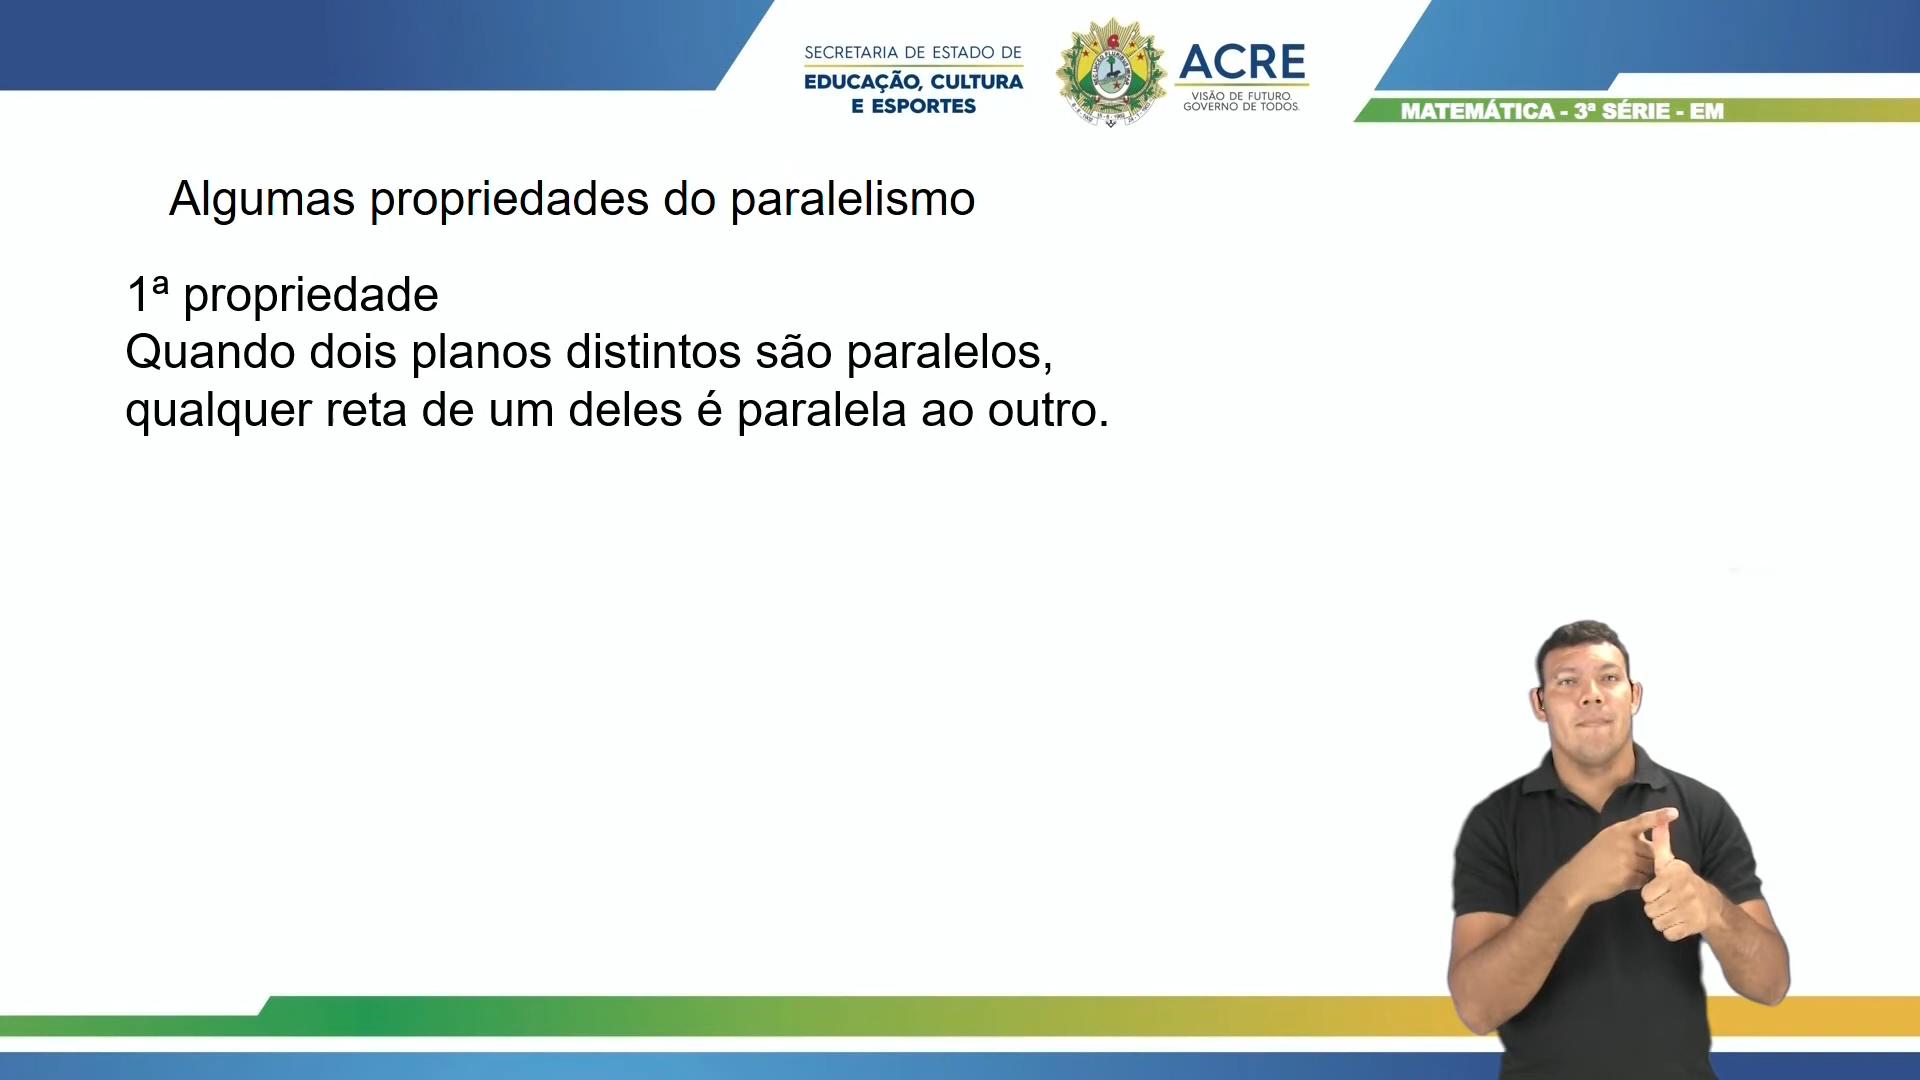 SECRETARIA DE ESTADO DE
EDUCAÇÃO, CULTURA
E ESPORTES
ACRE
VISÃO DE FUTURO.
GOVERNO DE TODOS.
MATEMÁTICA - 3ª SÉRIE - EM
Algumas propriedades do paralelismo
1ª propriedade
Quando dois planos distintos são paralelos,
qualquer reta de um deles é paralela ao outro.